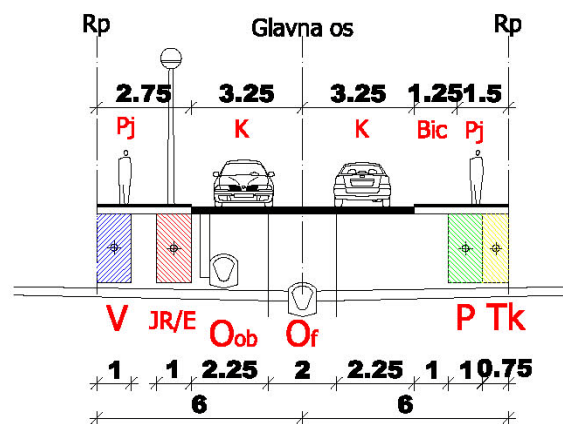 Rp Glavna os Rp
2.75 3.25 3.25 1.25 1.5
Pj K K Bic Pj
V JR/E Oob Of P Tk
1 1 2.25 2 2.25 1 1 0.75
6 6